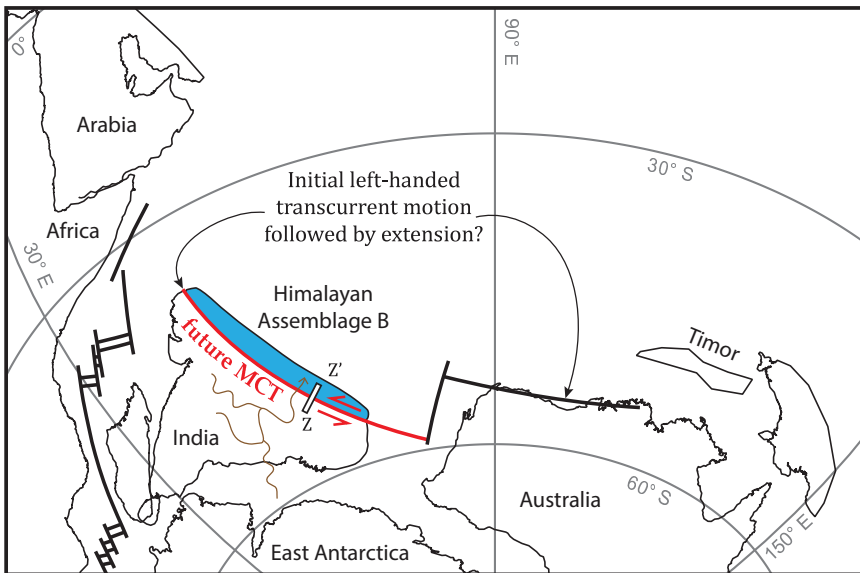 0°
90° E
Arabia
30° S
Initial left-handed
transcurrent motion
followed by extension?
Africa
30° E
Himalayan
Assemblage B
future MCT
Timor
Z'
Z
India
60° S
Australia
150° E
East Antarctica